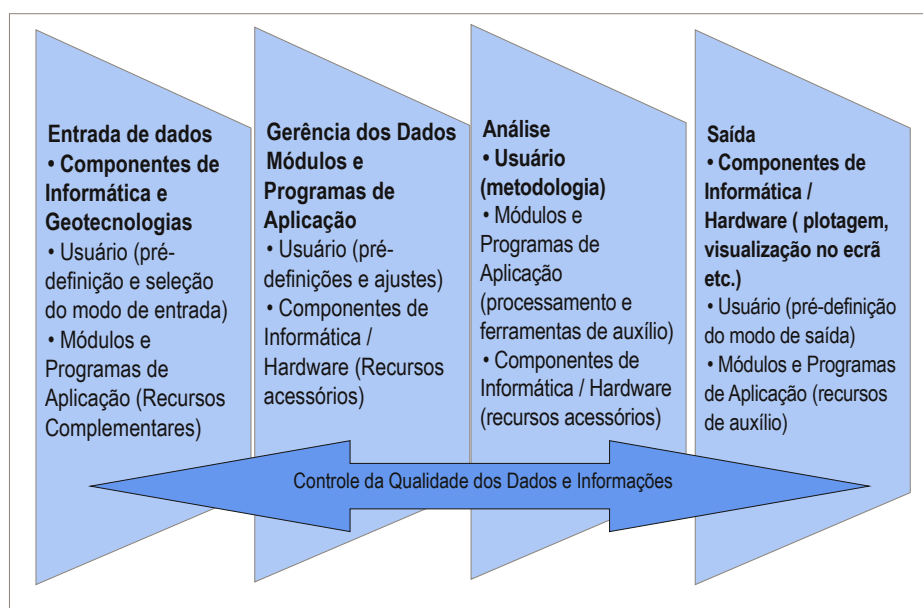 Entrada de dados
• Componentes de
Informática e
Geotecnologias
• Usuário (pré-
definição e seleção
do modo de entrada)
• Módulos e
Programas de
Aplicação (Recursos
Complementares)
Gerência dos Dados
Módulos e
Programas de
Aplicação
• Usuário (pré-
definições e ajustes)
• Componentes de
Informática /
Hardware (Recursos
acessórios)
Análise
• Usuário
(metodologia)
• Módulos e
Programas de
Aplicação
(processamento e
ferramentas de auxílio)
• Componentes de
Informática / Hardware
(recursos acessórios)
Saída
• Componentes de
Informática /
Hardware ( plotagem,
visualização no ecrã
etc.)
• Usuário (pré-definição
do modo de saída)
• Módulos e Programas
de Aplicação (recursos
de auxílio)
Controle da Qualidade dos Dados e Informações